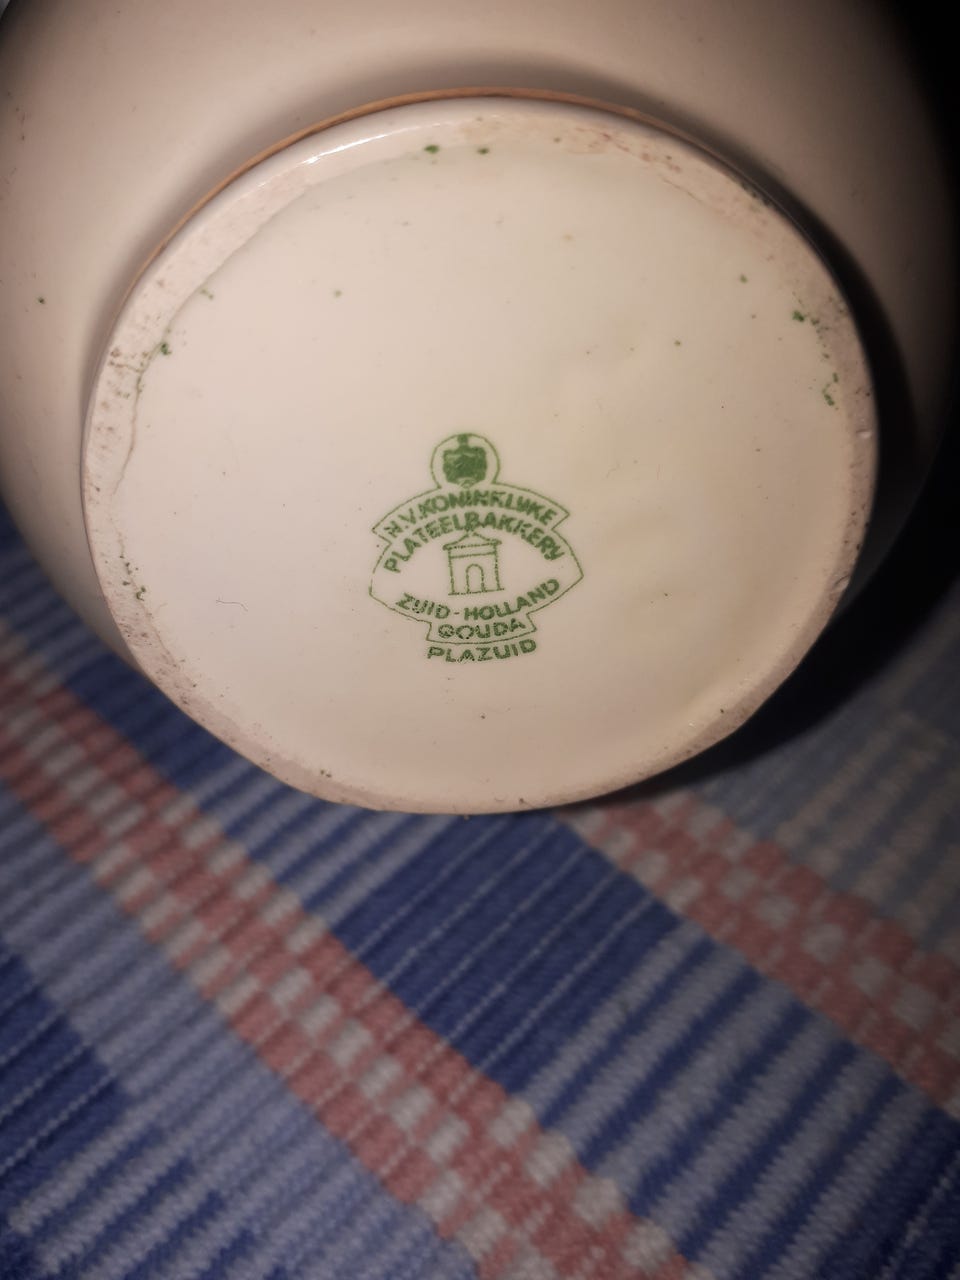 N.V. KONINKLIJKE
PLATEELBAKKERY
ZUID-HOLLAND
GOUDA
PLAZUID